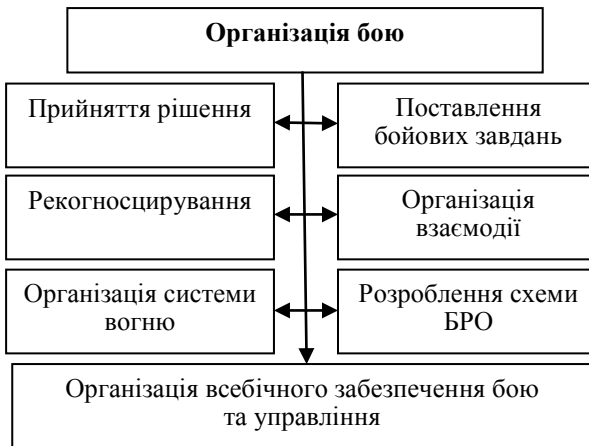 Організація бою
Прийняття рішення
Поставлення
бойових завдань
Рекогносцирування
Організація
взаємодії
Організація системи
вогню
Розроблення схеми
БРО
Організація всебічного забезпечення бою
та управління